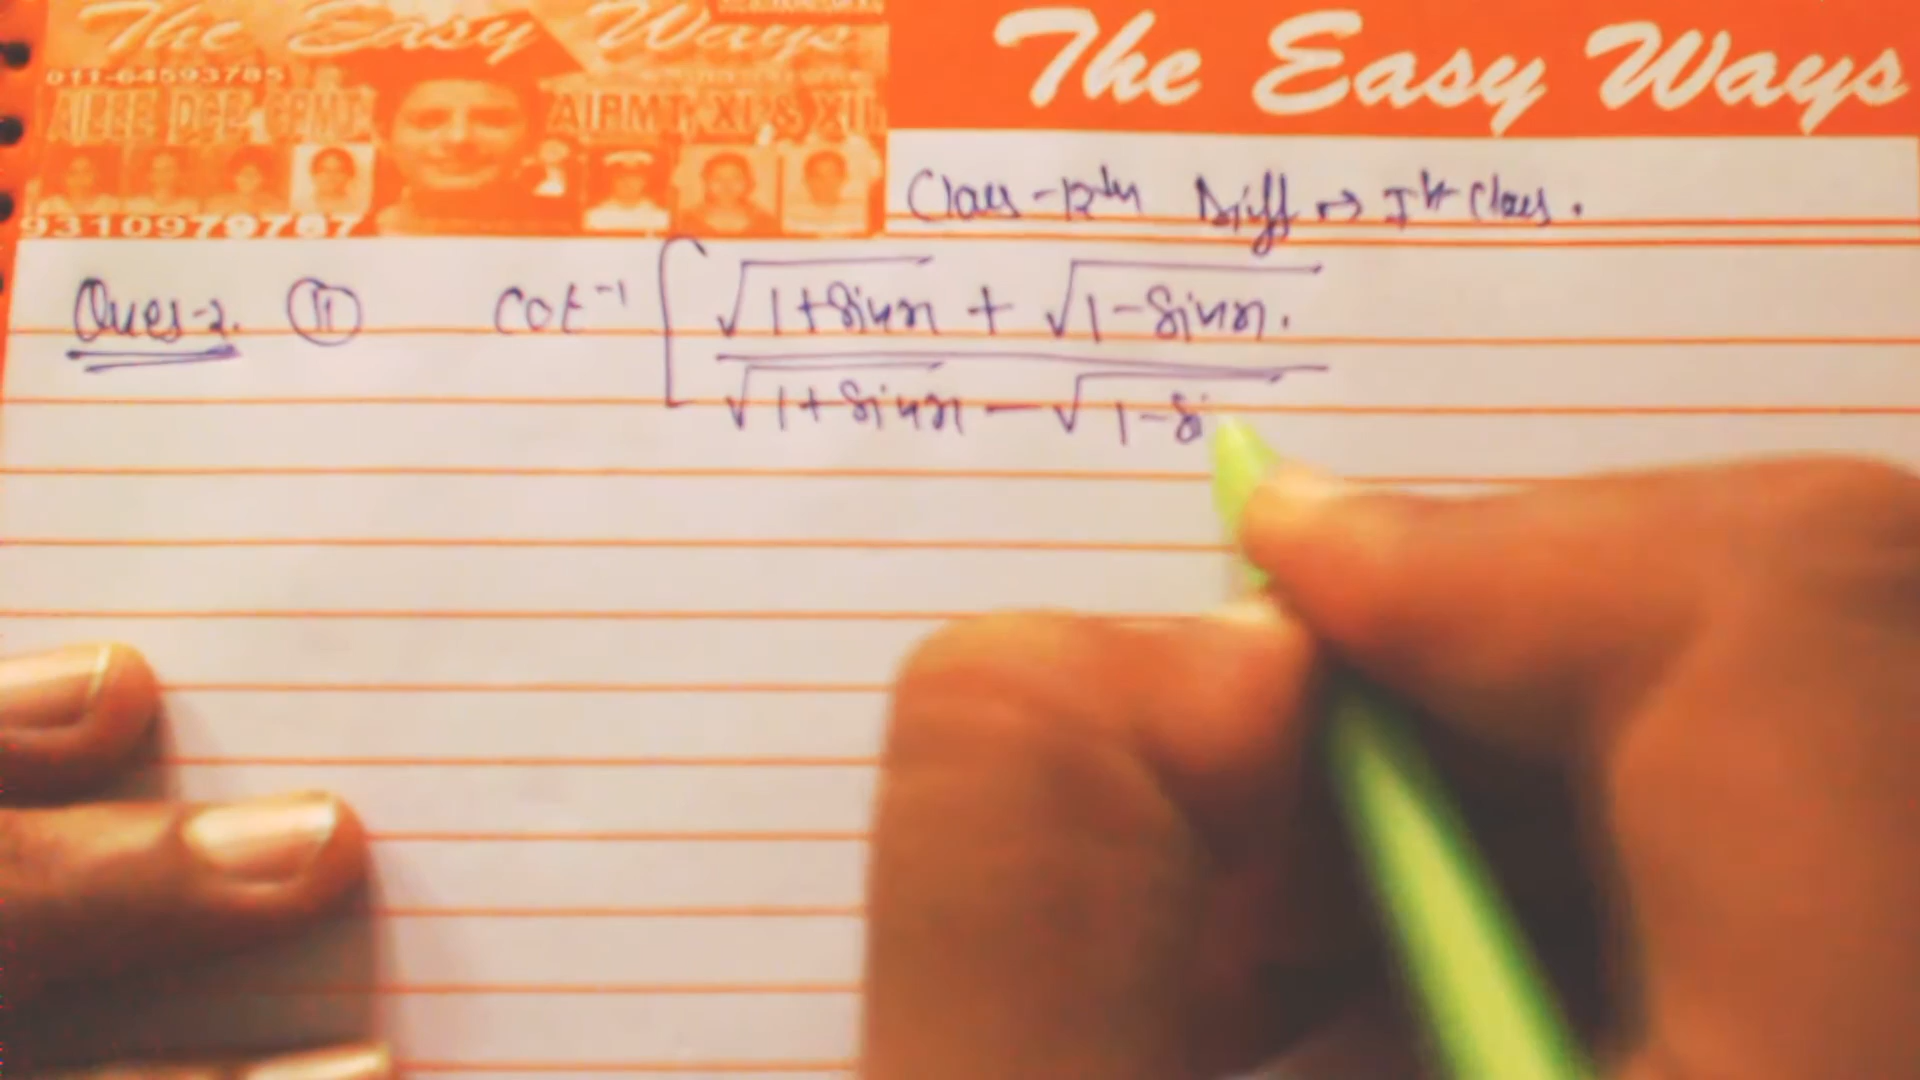 The Easy Ways
011-64593785
AIEEE DCE CPMT
AIPMT, XI & XII
9310979787
The Easy Ways
Class-12th Diff → Ist Class.
Ques-2. (II) Cot⁻¹ [ √1+sinx + √1-sinx.
√1+sinx - √1-si